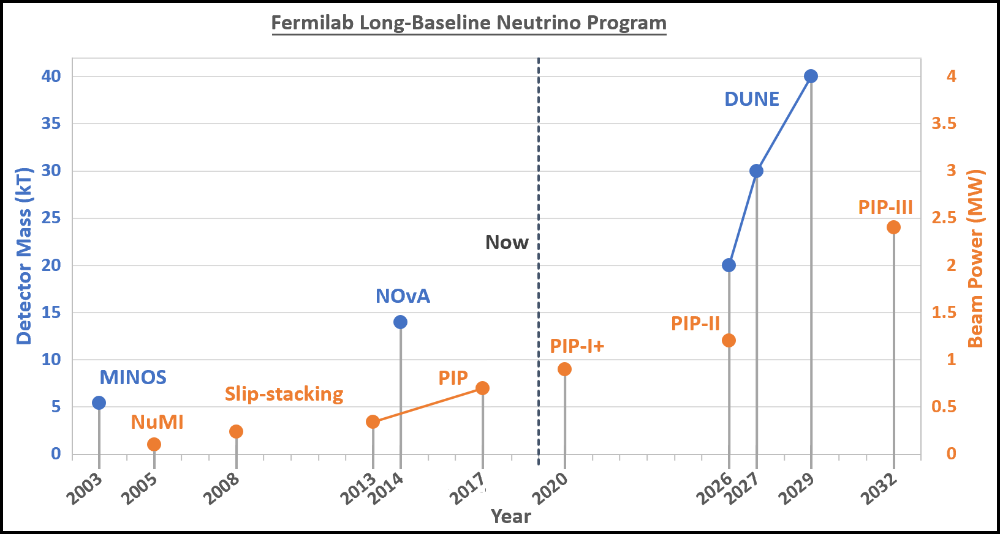 Fermilab Long-Baseline Neutrino Program
Detector Mass (kT)
40
35
30
25
20
15
10
5
0
Beam Power (MW)
4
3.5
3
2.5
2
1.5
1
0.5
0
DUNE
PIP-III
Now
NOvA
PIP-II
PIP-I+
MINOS
PIP
Slip-stacking
NuMI
2003
2005
2008
2013
2014
2017
2020
2026
2027
2029
2032
Year